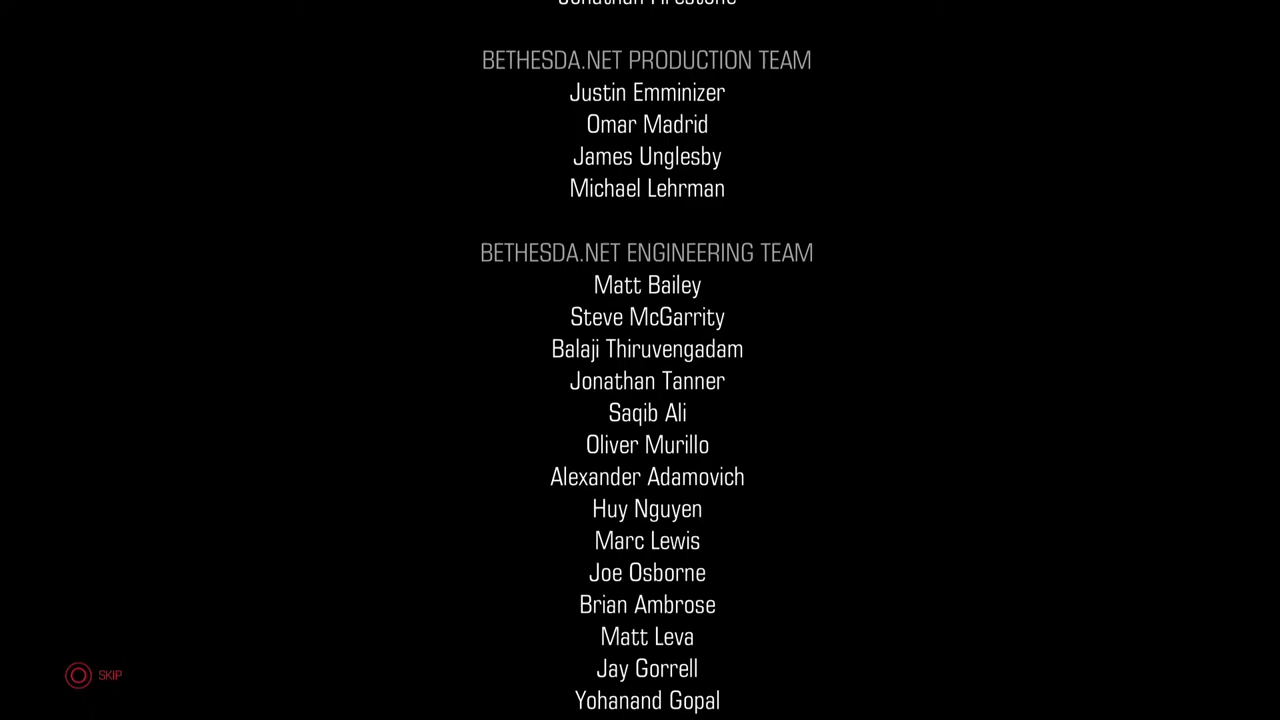 BETHESDA.NET PRODUCTION TEAM
Justin Emminizer
Omar Madrid
James Unglesby
Michael Lehrman
BETHESDA.NET ENGINEERING TEAM
Matt Bailey
Steve McGarrity
Balaji Thiruvengadam
Jonathan Tanner
Saqib Ali
Oliver Murillo
Alexander Adamovich
Huy Nguyen
Marc Lewis
Joe Osborne
Brian Ambrose
Matt Leva
Jay Gorrell
Yohanand Gopal
SKIP